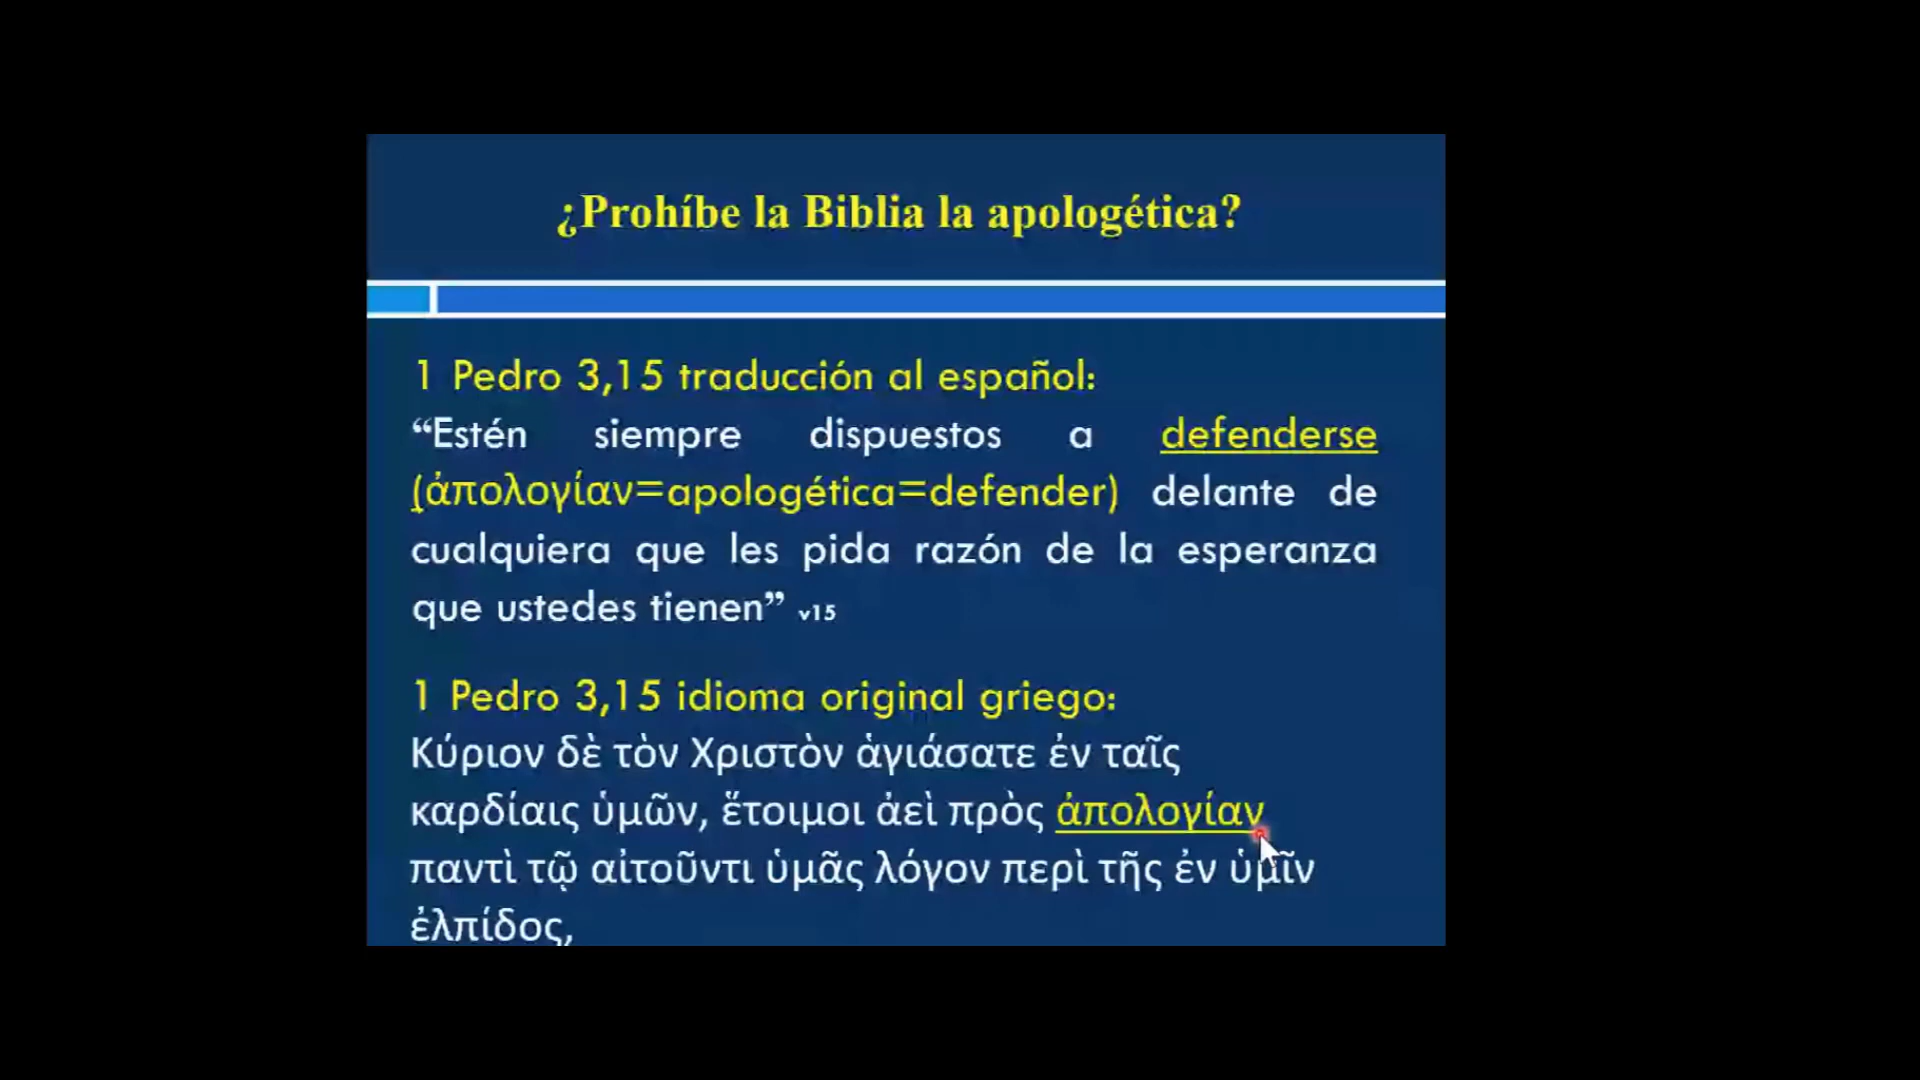 ¿Prohíbe la Biblia la apologética?
1 Pedro 3,15 traducción al español:
“Estén siempre dispuestos a defenderse
(ἀπολογίαν=apologética=defender) delante de
cualquiera que les pida razón de la esperanza
que ustedes tienen” v15
1 Pedro 3,15 idioma original griego:
Κύριον δὲ τὸν Χριστὸν ἁγιάσατε ἐν ταῖς
καρδίαις ὑμῶν, ἕτοιμοι ἀεὶ πρὸς ἀπολογίαν
παντὶ τῷ αἰτοῦντι ὑμᾶς λόγον περὶ τῆς ἐν ὑμῖν
ἐλπίδος,